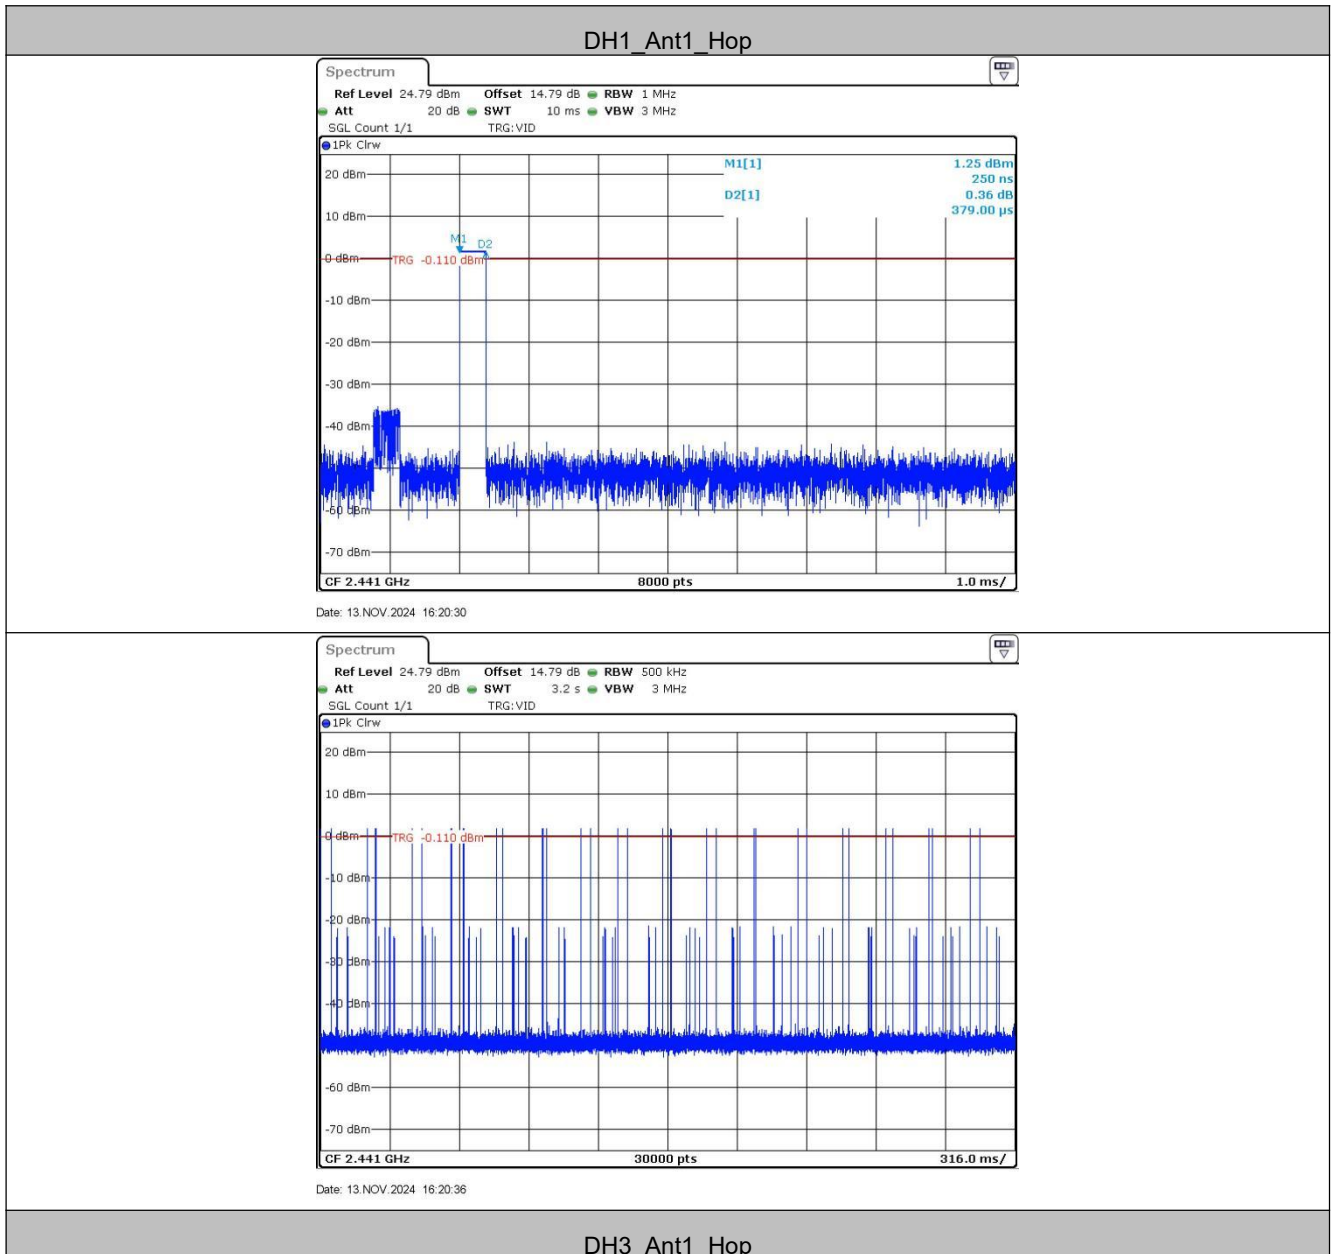 DH1_Ant1_Hop
Spectrum
Ref Level 24.79 dBm Offset 14.79 dB RBW 1 MHz
Att 20 dB SWT 10 ms VBW 3 MHz
SGL Count 1/1 TRG:VID
1Pk Clrw
M1[1] 1.25 dBm
250 ns
D2[1] 0.36 dB
379.00 µs
20 dBm
10 dBm
M1 D2
0 dBm TRG -0.110 dBm
-10 dBm
-20 dBm
-30 dBm
-40 dBm
-60 dBm
-70 dBm
CF 2.441 GHz 8000 pts 1.0 ms/
Date: 13.NOV.2024 16:20:30
Spectrum
Ref Level 24.79 dBm Offset 14.79 dB RBW 500 kHz
Att 20 dB SWT 3.2 s VBW 3 MHz
SGL Count 1/1 TRG:VID
1Pk Clrw
20 dBm
10 dBm
0 dBm TRG -0.110 dBm
-10 dBm
-20 dBm
-30 dBm
-40 dBm
-60 dBm
-70 dBm
CF 2.441 GHz 30000 pts 316.0 ms/
Date: 13.NOV.2024 16:20:36
DH3_Ant1_Hop